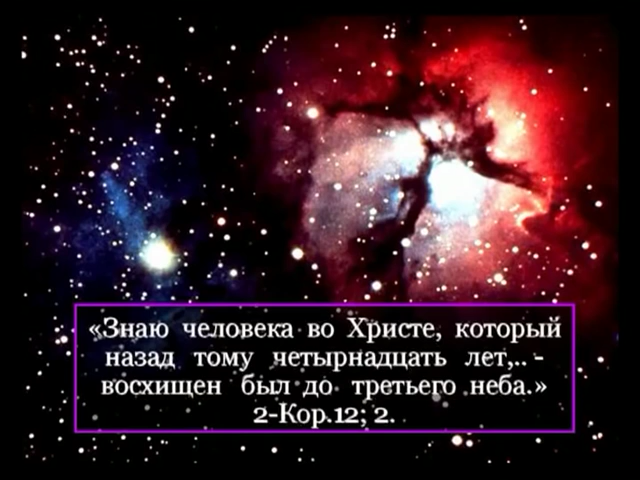 «Знаю человека во Христе, который
назад тому четырнадцать лет,.. -
восхищен был до третьего неба.»
2-Кор.12; 2.